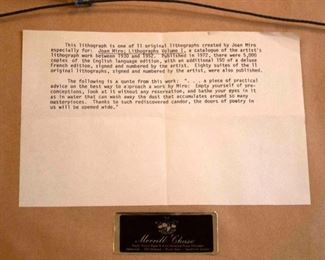 This lithograph is one of 11 original lithographs created by Joan Miro
especially for: Joan Miro: Lithographs Volume I, a catalogue of the artist's
lithograph work between 1930 and 1952. Published in 1972, there were 5,000
copies of the English language edition, with an additional 150 of a deluxe
French edition, signed and numbered by the artist. Eighty suites of the 11
original lithographs, signed and numbered by the artist, were also published.
The following is a quote from this work: ". . . a piece of practical
advice on the best way to approach a work by Miro: Empty yourself of pre-
conceptions, look at it without any reservation, and bathe your eyes in it
as in water that can wash away the dust that accumulates around so many
masterpieces. Thanks to such rediscovered candor, the doors of poetry in
us will be opened wide."
Merrill Chase